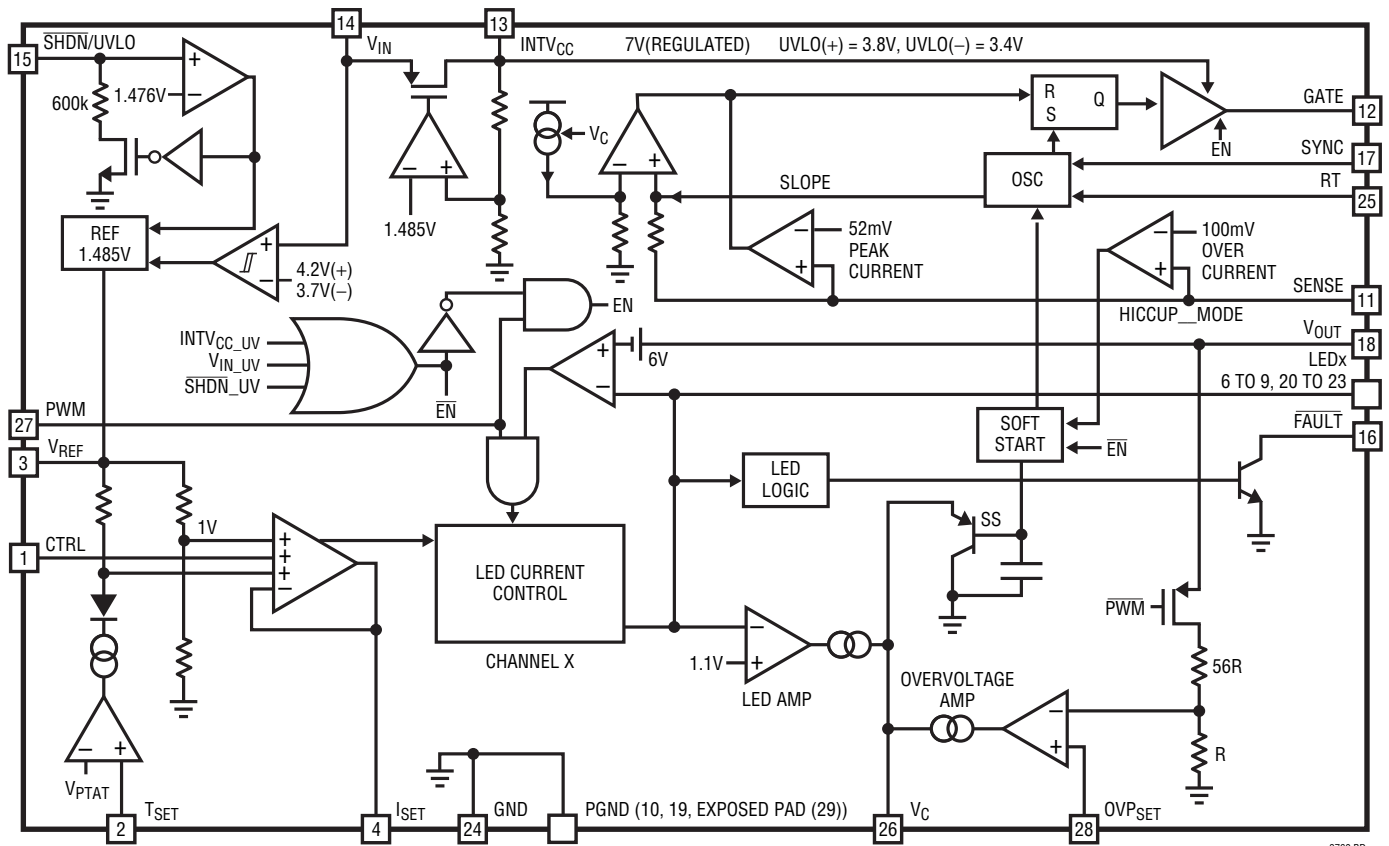 14
13
15
SHDN/UVLO
VIN
INTVCC
7V(REGULATED)
UVLO(+) = 3.8V, UVLO(–) = 3.4V
+
–
1.476V
600k
VC
–
+
R
S
Q
EN
GATE
12
SYNC
17
RT
25
OSC
SLOPE
–
+
1.485V
REF
1.485V
+
–
4.2V(+)
3.7V(–)
–
+
52mV
PEAK
CURRENT
–
+
100mV
OVER
CURRENT
HICCUP__MODE
SENSE
11
EN
INTVCC_UV
VIN_UV
SHDN_UV
EN
+
–
6V
VOUT
18
LEDx
6 TO 9, 20 TO 23
FAULT
16
PWM
27
VREF
3
SOFT
START
EN
LED
LOGIC
SS
1V
CTRL
1
+
+
+
–
LED CURRENT
CONTROL
CHANNEL X
–
+
1.1V
LED AMP
PWM
56R
R
OVERVOLTAGE
AMP
–
+
–
+
VPTAT
TSET
2
ISET
4
GND
24
PGND (10, 19, EXPOSED PAD (29))
VC
26
OVPSET
28